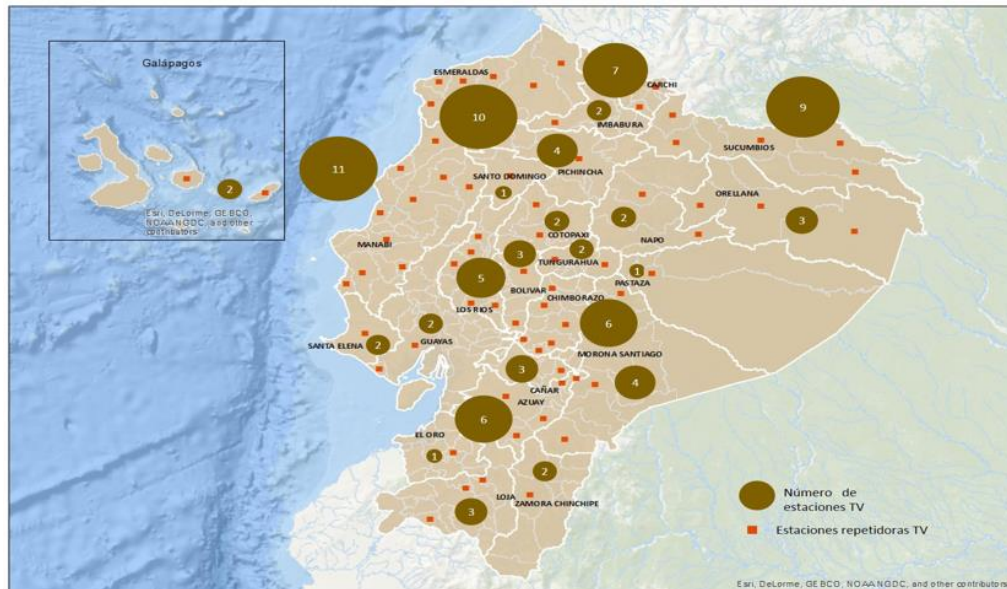 Galápagos
2
Esri, DeLorme, GEBCO,
NOAA NGDC, and other
contributors
ESMERALDAS
7
CARCHI
10
2
IMBABURA
9
11
4
PICHINCHA
SUCUMBIOS
SANTO DOMINGO
1
ORELLANA
2
COTOPAXI
2
3
MANABI
3
2
TUNGURAHUA
NAPO
5
1
PASTAZA
BOLIVAR
CHIMBORAZO
LOS RIOS
2
6
GUAYAS
SANTA ELENA
2
MORONA SANTIAGO
3
4
CAÑAR
AZUAY
6
EL ORO
1
2
LOJA
ZAMORA CHINCHIPE
3
Número de
estaciones TV
Estaciones repetidoras TV
Esri, DeLorme, GEBCO, NOAA NGDC, and other contributors